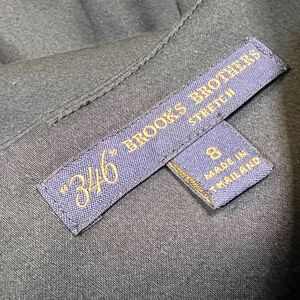 "346" BROOKS BROTHERS
STRETCH
8
MADE IN
THAILAND